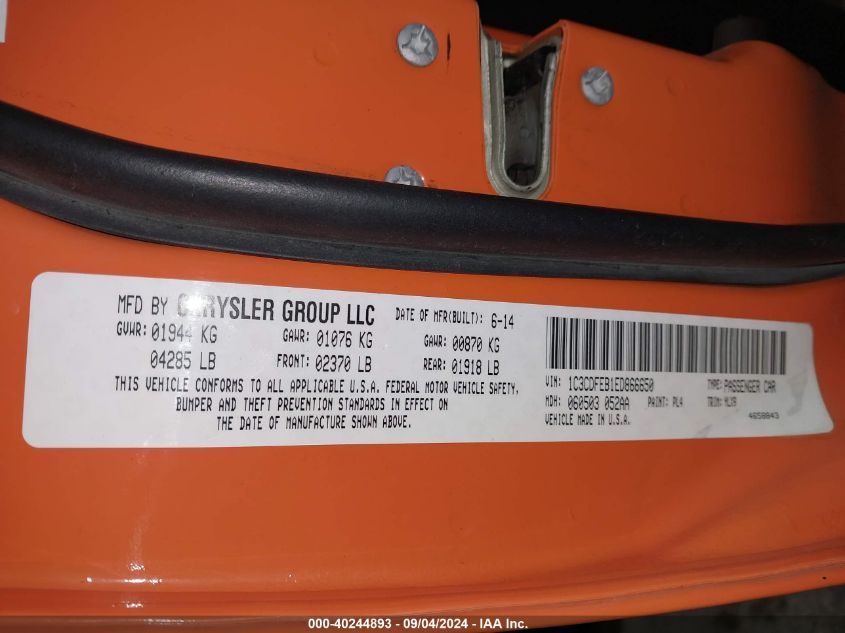 MFD BY CHRYSLER GROUP LLC DATE OF MFR(BUILT): 6-14
GVWR: 01944 KG GAWR: 01076 KG GAWR: 00870 KG
04285 LB FRONT: 02370 LB REAR: 01918 LB
THIS VEHICLE CONFORMS TO ALL APPLICABLE U.S.A. FEDERAL MOTOR VEHICLE SAFETY,
BUMPER AND THEFT PREVENTION STANDARDS IN EFFECT ON
THE DATE OF MANUFACTURE SHOWN ABOVE.
VIN: 1C3CDFEB1ED866650 TYPE: PASSENGER CAR
MDH: 060503 052AA PAINT: PL4 TRIM: MLX9
VEHICLE MADE IN U.S.A. 4658843
000-40244893 - 09/04/2024 - IAA Inc.